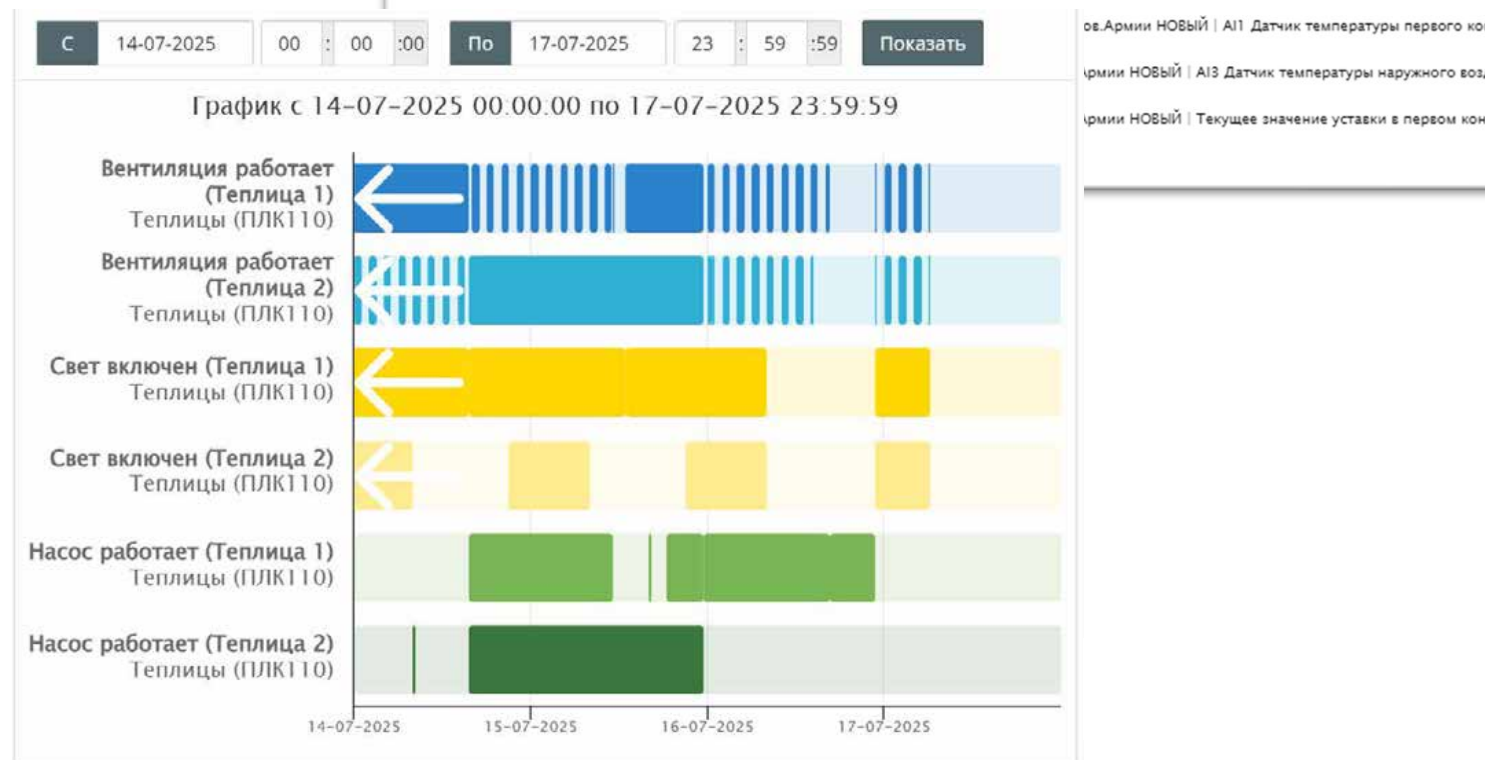 С 14-07-2025 00 : 00 :00 По 17-07-2025 23 : 59 :59 Показать
График с 14-07-2025 00:00:00 по 17-07-2025 23:59:59
Вентиляция работает
(Теплица 1)
Теплицы (ПЛК110)
Вентиляция работает
(Теплица 2)
Теплицы (ПЛК110)
Свет включен (Теплица 1)
Теплицы (ПЛК110)
Свет включен (Теплица 2)
Теплицы (ПЛК110)
Насос работает (Теплица 1)
Теплицы (ПЛК110)
Насос работает (Теплица 2)
Теплицы (ПЛК110)
14-07-2025 15-07-2025 16-07-2025 17-07-2025
ов.Армии НОВЫЙ | AI1 Датчик температуры первого ко
Армии НОВЫЙ | AI3 Датчик температуры наружного воз
Армии НОВЫЙ | Текущее значение уставки в первом кон